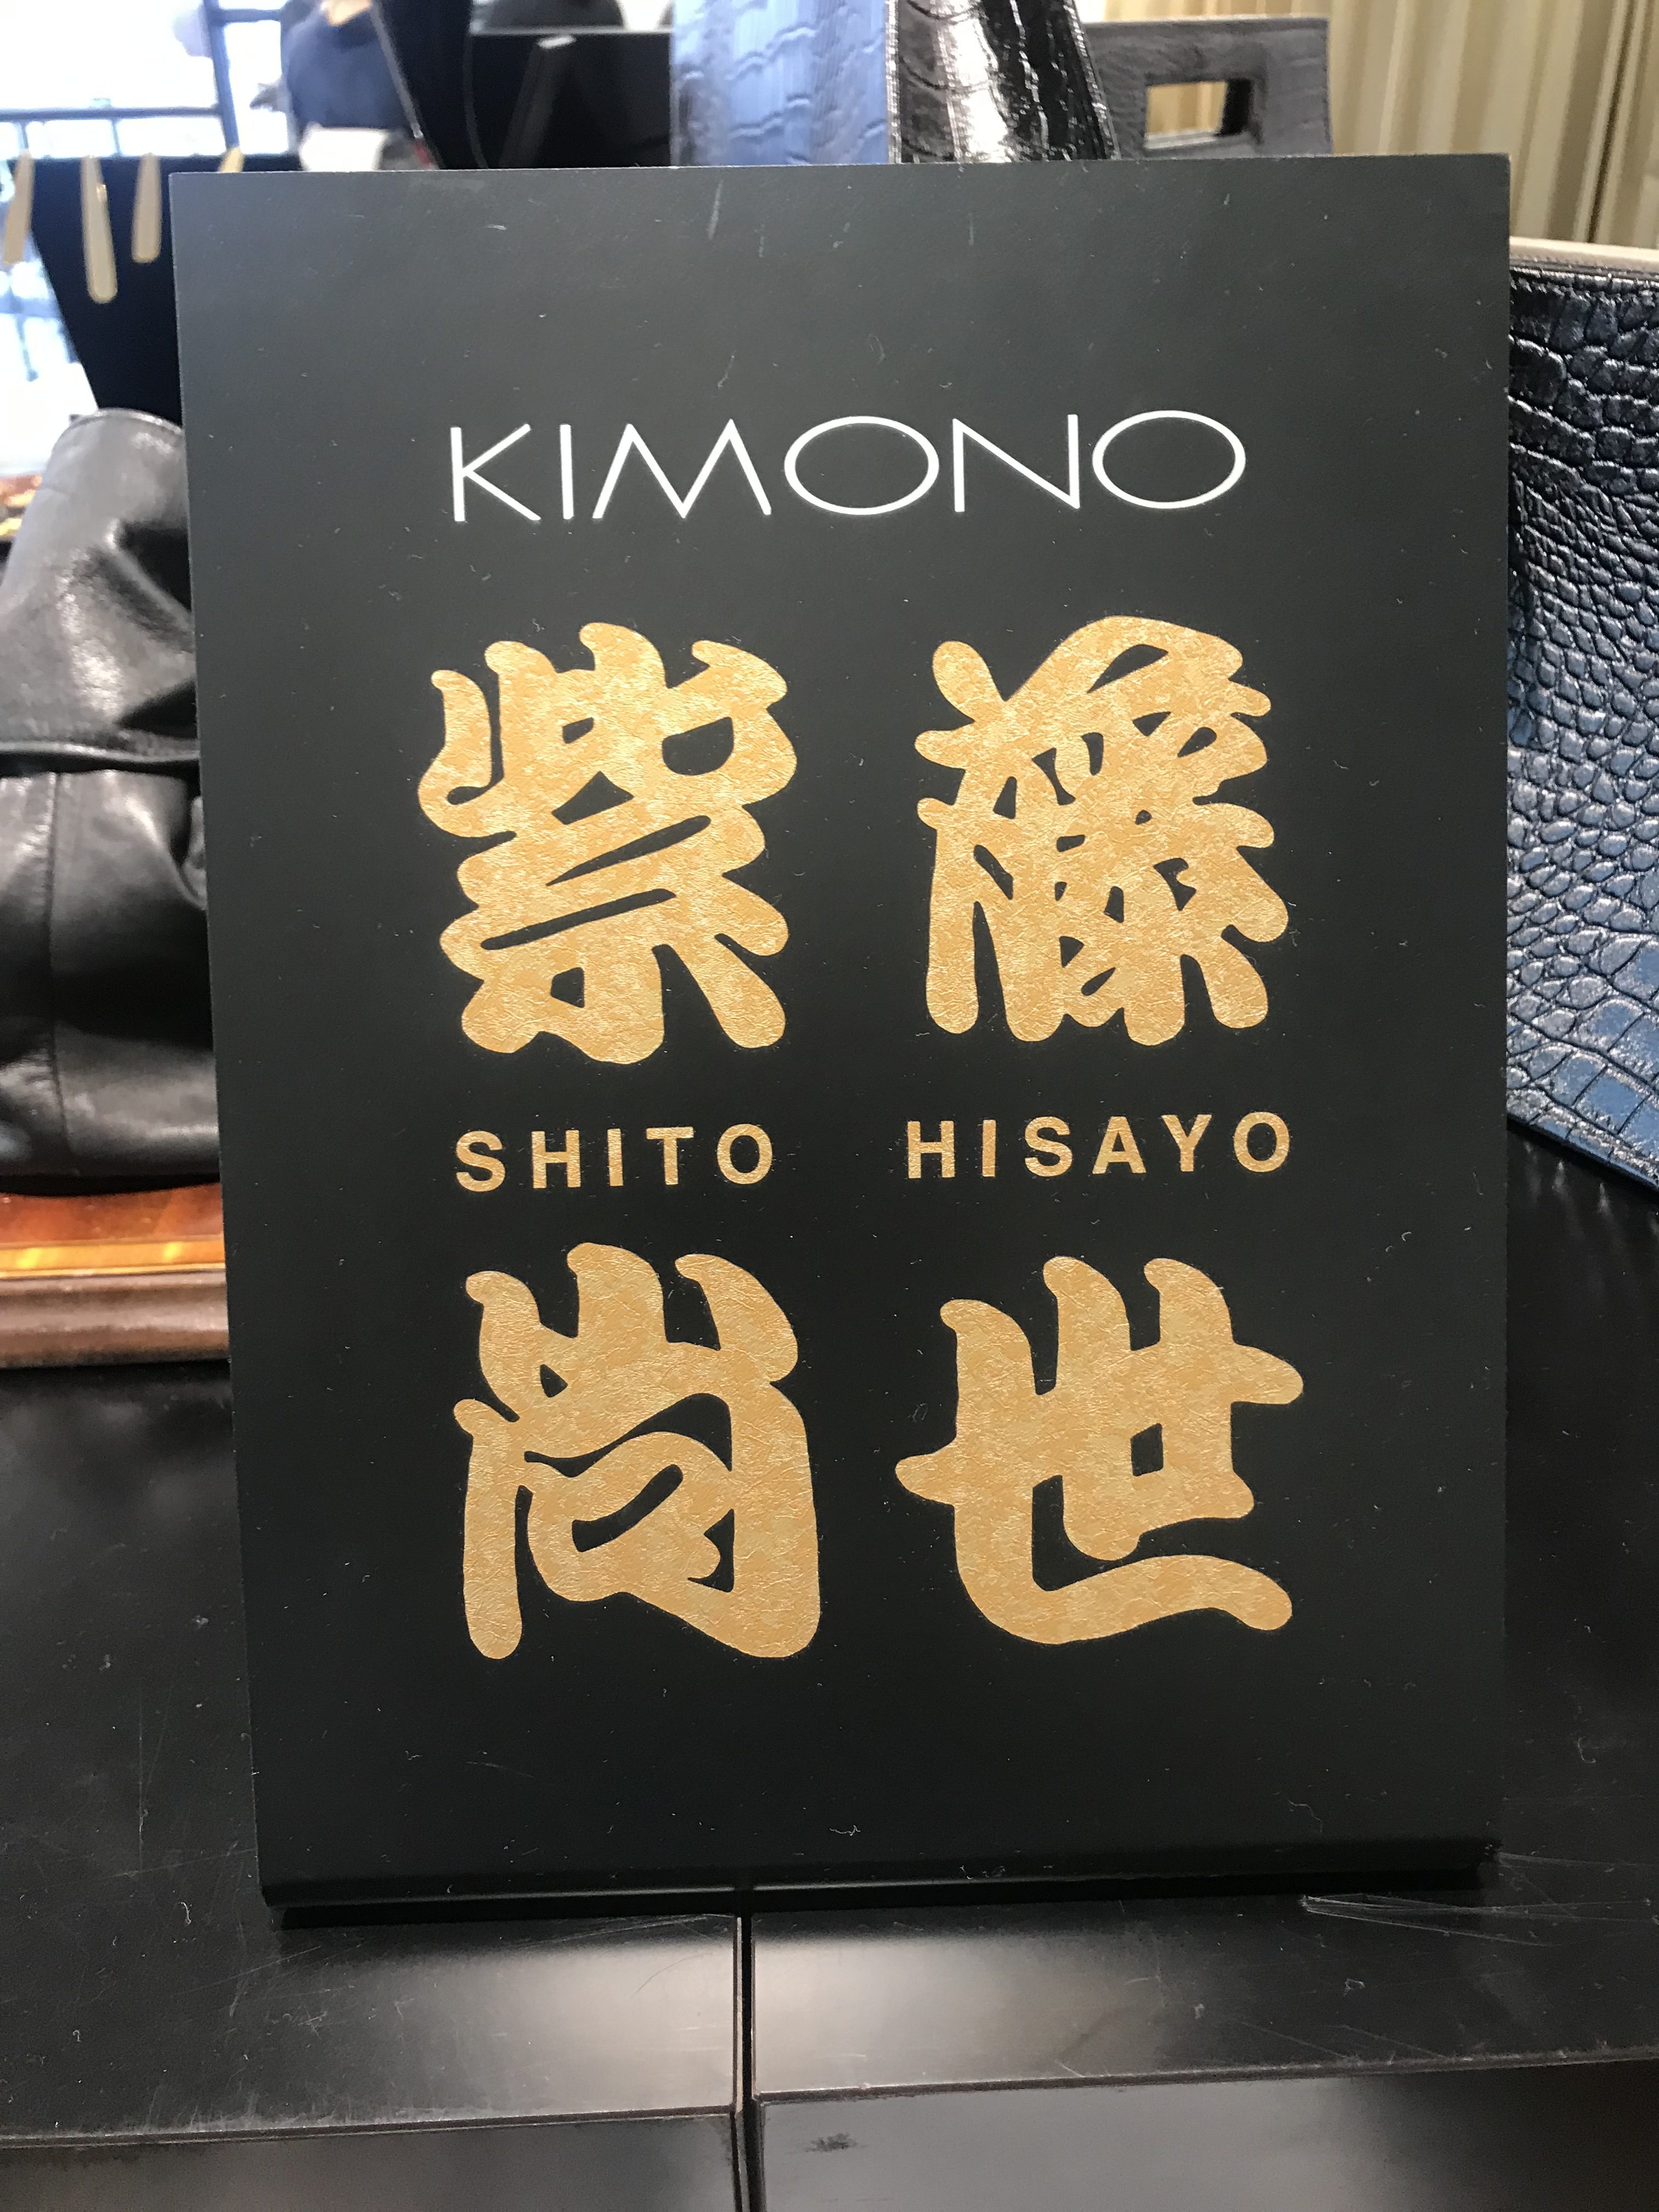 KIMONO
紫藤
SHITO HISAYO
尚世